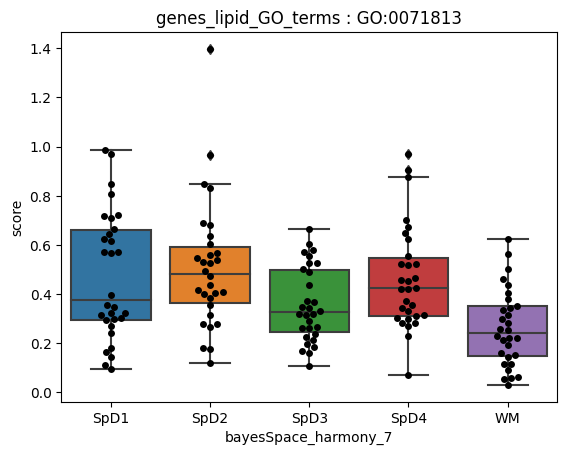 genes_lipid_GO_terms : GO:0071813
score
1.4
1.2
1.0
0.8
0.6
0.4
0.2
0.0
SpD1 SpD2 SpD3 SpD4 WM
bayesSpace_harmony_7